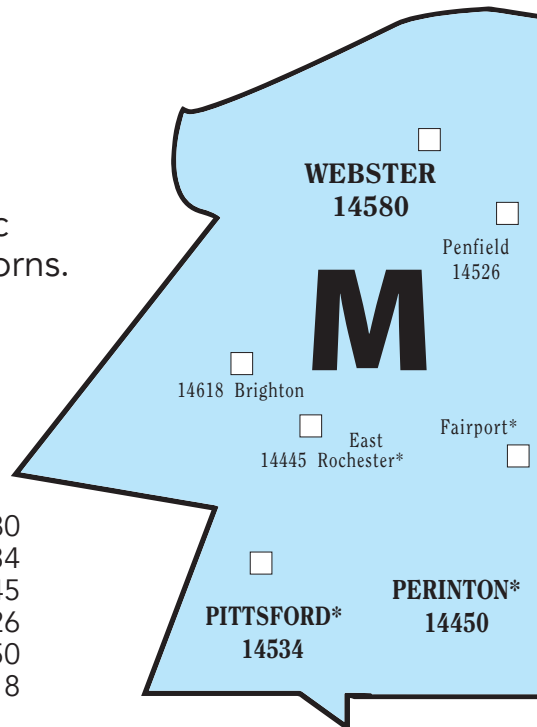 c
orns.
WEBSTER
14580
Penfield
14526
M
14618 Brighton
East
14445 Rochester*
Fairport*
PITTSFORD*
14534
PERINTON*
14450
30
34
45
26
50
8